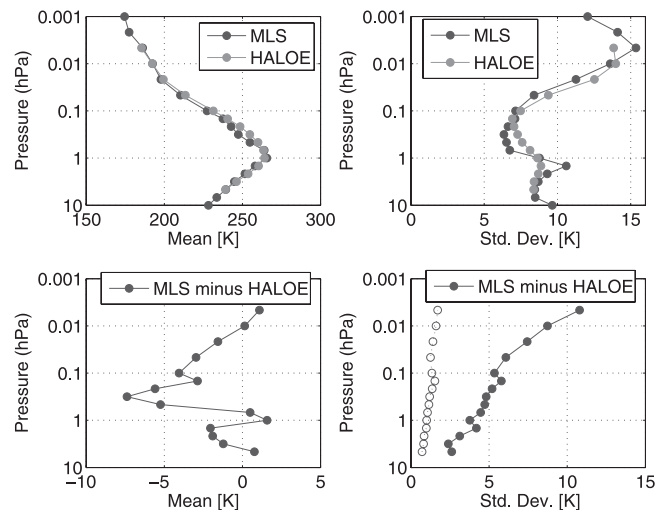 0.001
0.01
0.1
1
10
Pressure (hPa)
150
200
250
300
Mean [K]
MLS
HALOE
0.001
0.01
0.1
1
10
Pressure (hPa)
0
5
10
15
Std. Dev. [K]
MLS
HALOE
0.001
0.01
0.1
1
10
Pressure (hPa)
−10
−5
0
5
Mean [K]
MLS minus HALOE
0.001
0.01
0.1
1
10
Pressure (hPa)
0
5
10
15
Std. Dev. [K]
MLS minus HALOE